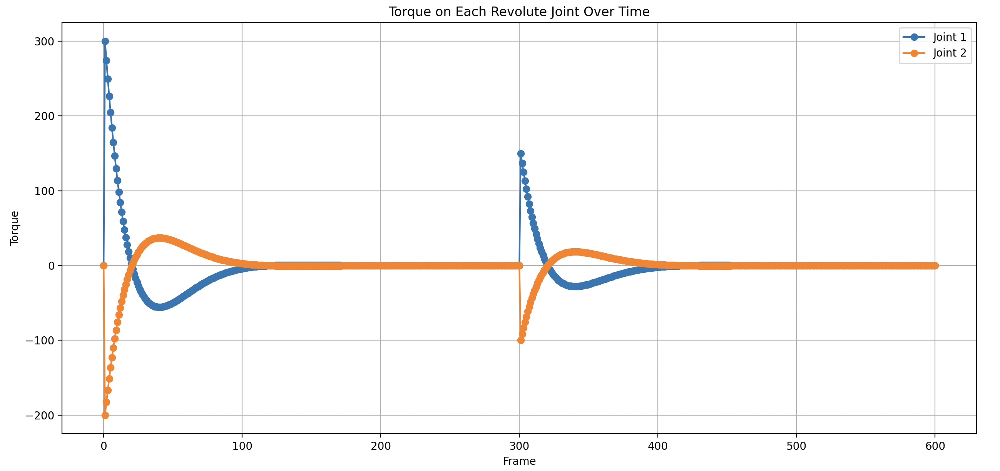 Torque on Each Revolute Joint Over Time
Joint 1
Joint 2
Torque
300
200
100
0
−100
−200
0 100 200 300 400 500 600
Frame